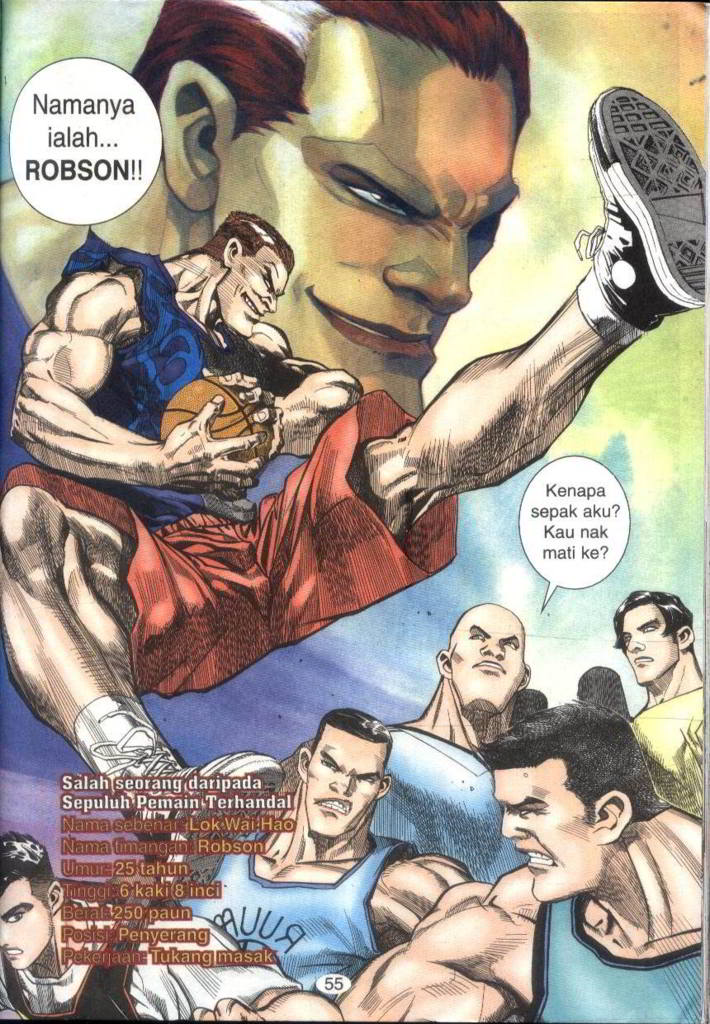 Namanya
ialah...
ROBSON!!
Kenapa
sepak aku?
Kau nak
mati ke?
Salah seorang daripada
Sepuluh Pemain Terhandal
Nama sebenar: Lok Wai Hao
Nama timangan: Robson
Umur: 25 tahun
Tinggi: 6 kaki 8 inci
Berat: 250 paun
Posisi: Penyerang
Pekerjaan: Tukang masak
55